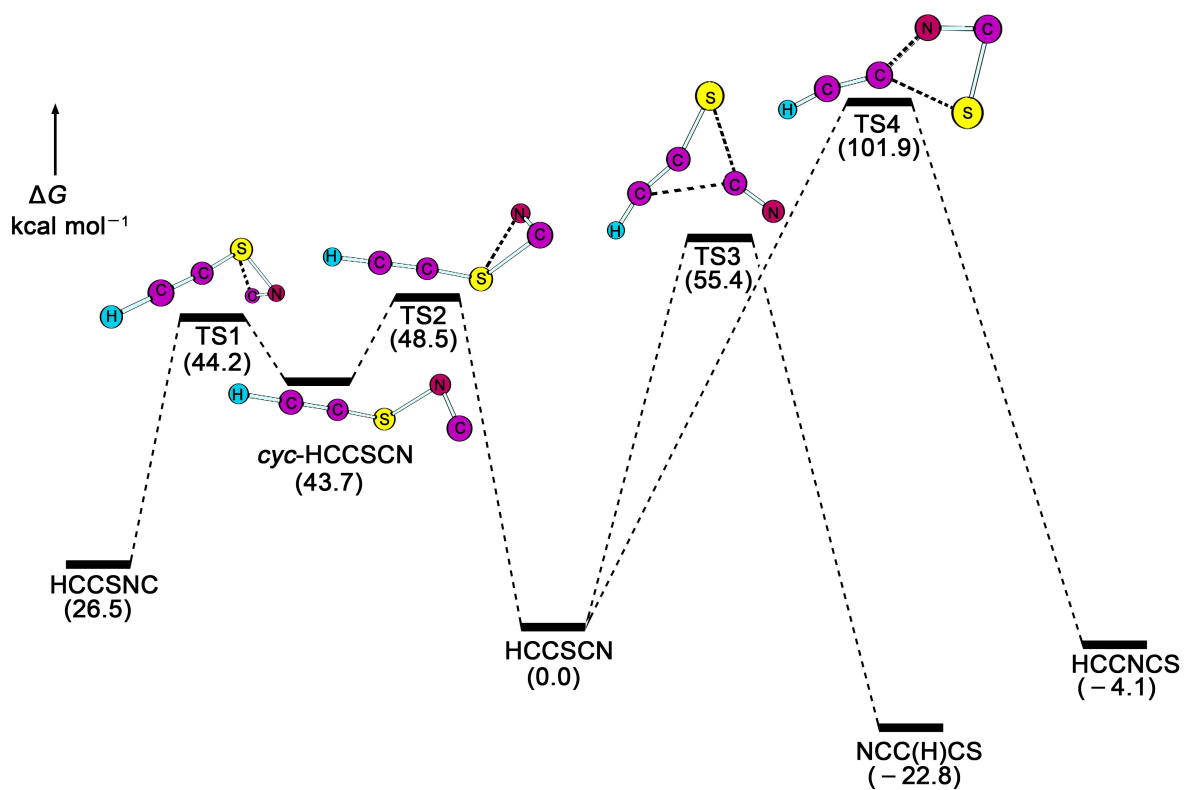 N
C
C
C
H
S
TS4
(101.9)
S
C
C
C
N
H
TS3
(55.4)
ΔG
kcal mol−1
S
C
C
H
C
N
TS1
(44.2)
N
C
H
C
C
S
TS2
(48.5)
H
C
C
S
N
C
cyc-HCCSCN
(43.7)
HCCSNC
(26.5)
HCCSCN
(0.0)
HCCNCS
(−4.1)
NCC(H)CS
(−22.8)